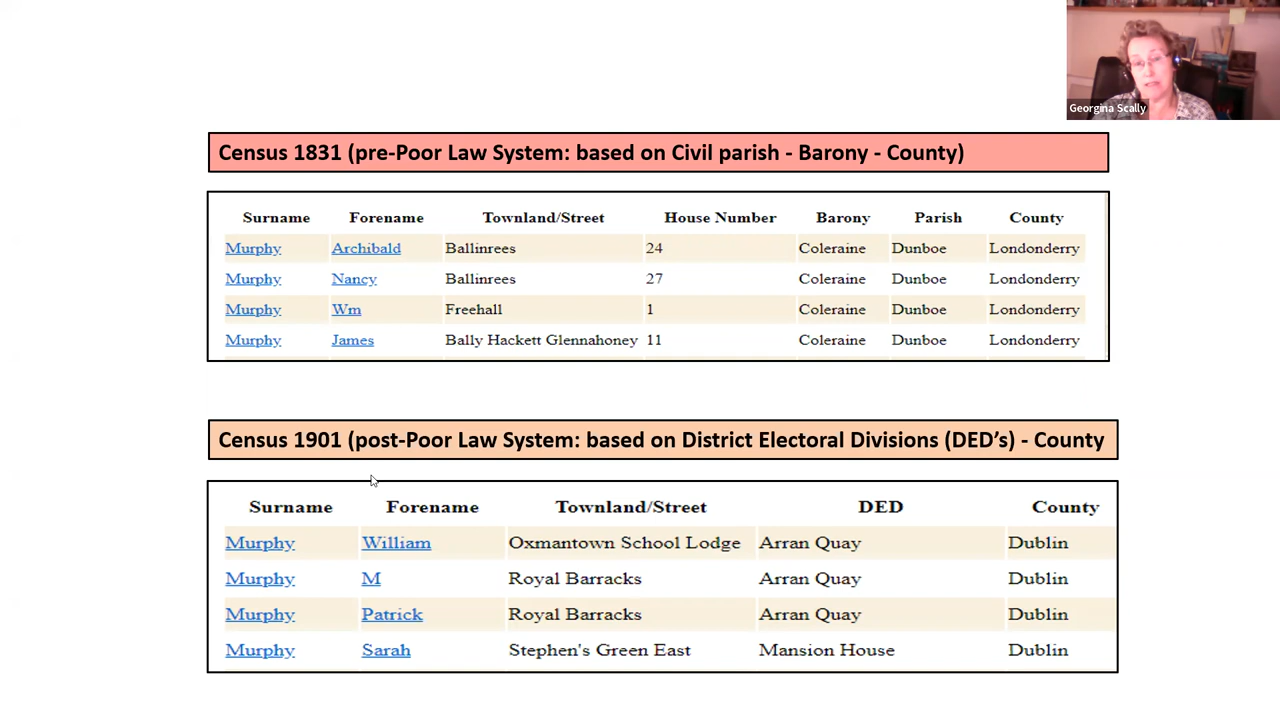 Georgina Scally
Census 1831 (pre-Poor Law System: based on Civil parish - Barony - County)
Surname Forename Townland/Street House Number Barony Parish County
Murphy Archibald Ballinrees 24 Coleraine Dunboe Londonderry
Murphy Nancy Ballinrees 27 Coleraine Dunboe Londonderry
Murphy Wm Freehall 1 Coleraine Dunboe Londonderry
Murphy James Bally Hackett Glennahoney 11 Coleraine Dunboe Londonderry
Census 1901 (post-Poor Law System: based on District Electoral Divisions (DED’s) - County
Surname Forename Townland/Street DED County
Murphy William Oxmantown School Lodge Arran Quay Dublin
Murphy M Royal Barracks Arran Quay Dublin
Murphy Patrick Royal Barracks Arran Quay Dublin
Murphy Sarah Stephen's Green East Mansion House Dublin